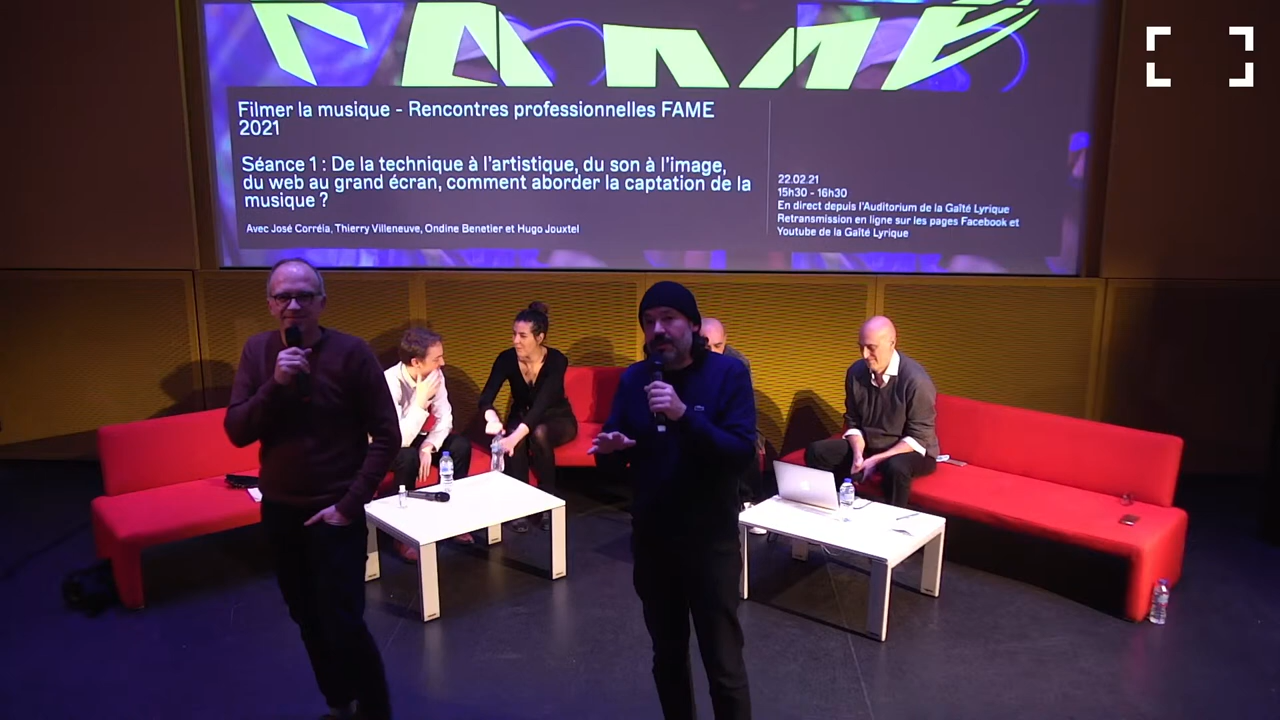 FAME
Filmer la musique - Rencontres professionnelles FAME
2021
Séance 1 : De la technique à l'artistique, du son à l'image,
du web au grand écran, comment aborder la captation de la
musique ?
Avec José Corréia, Thierry Villeneuve, Ondine Benetier et Hugo Jouxtel
22.02.21
15h30 - 16h30
En direct depuis l'Auditorium de la Gaîté Lyrique
Retransmission en ligne sur les pages Facebook et
Youtube de la Gaîté Lyrique